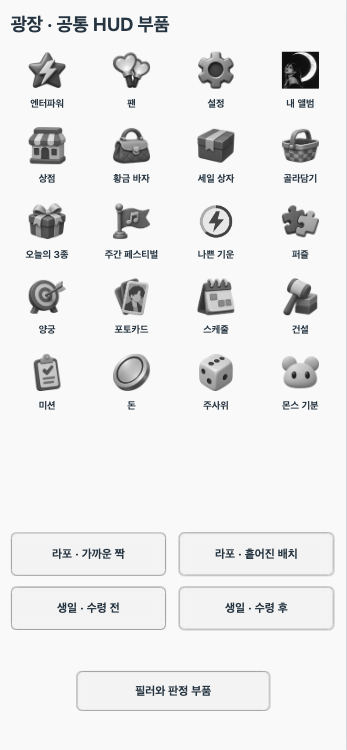 광장 · 공통 HUD 부품
엔터파워 팬 설정 내 앨범
상점 황금 바자 세일 상자 골라담기
오늘의 3종 주간 페스티벌 나쁜 기운 퍼즐
양궁 포토카드 스케줄 건설
미션 돈 주사위 몬스 기분
라포 · 가까운 짝 라포 · 흩어진 배치
생일 · 수령 전 생일 · 수령 후
필러와 판정 부품